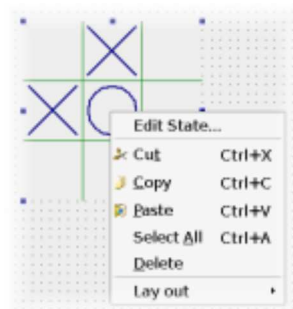 Edit State...
Cut Ctrl+X
Copy Ctrl+C
Paste Ctrl+V
Select All Ctrl+A
Delete
Lay out